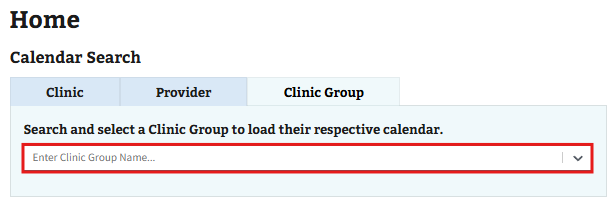 Home
Calendar Search
Clinic Provider Clinic Group
Search and select a Clinic Group to load their respective calendar.
Enter Clinic Group Name...